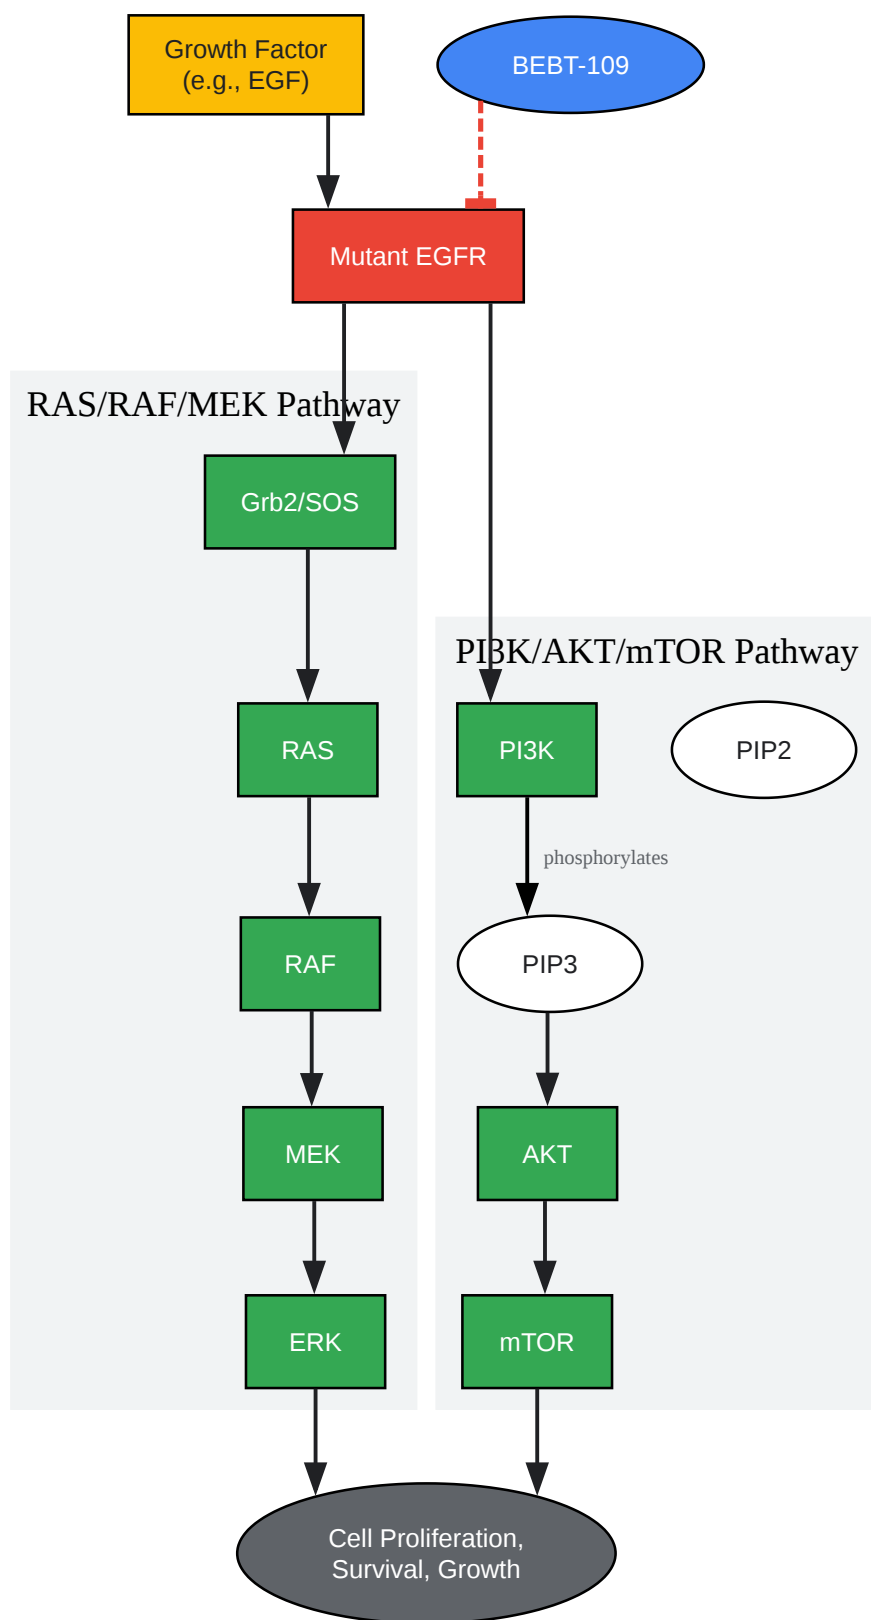 Growth Factor
(e.g., EGF)
BEBT-109
Mutant EGFR
RAS/RAF/MEK Pathway
Grb2/SOS
RAS
RAF
MEK
ERK
PI3K/AKT/mTOR Pathway
PI3K
PIP2
phosphorylates
PIP3
AKT
mTOR
Cell Proliferation,
Survival, Growth